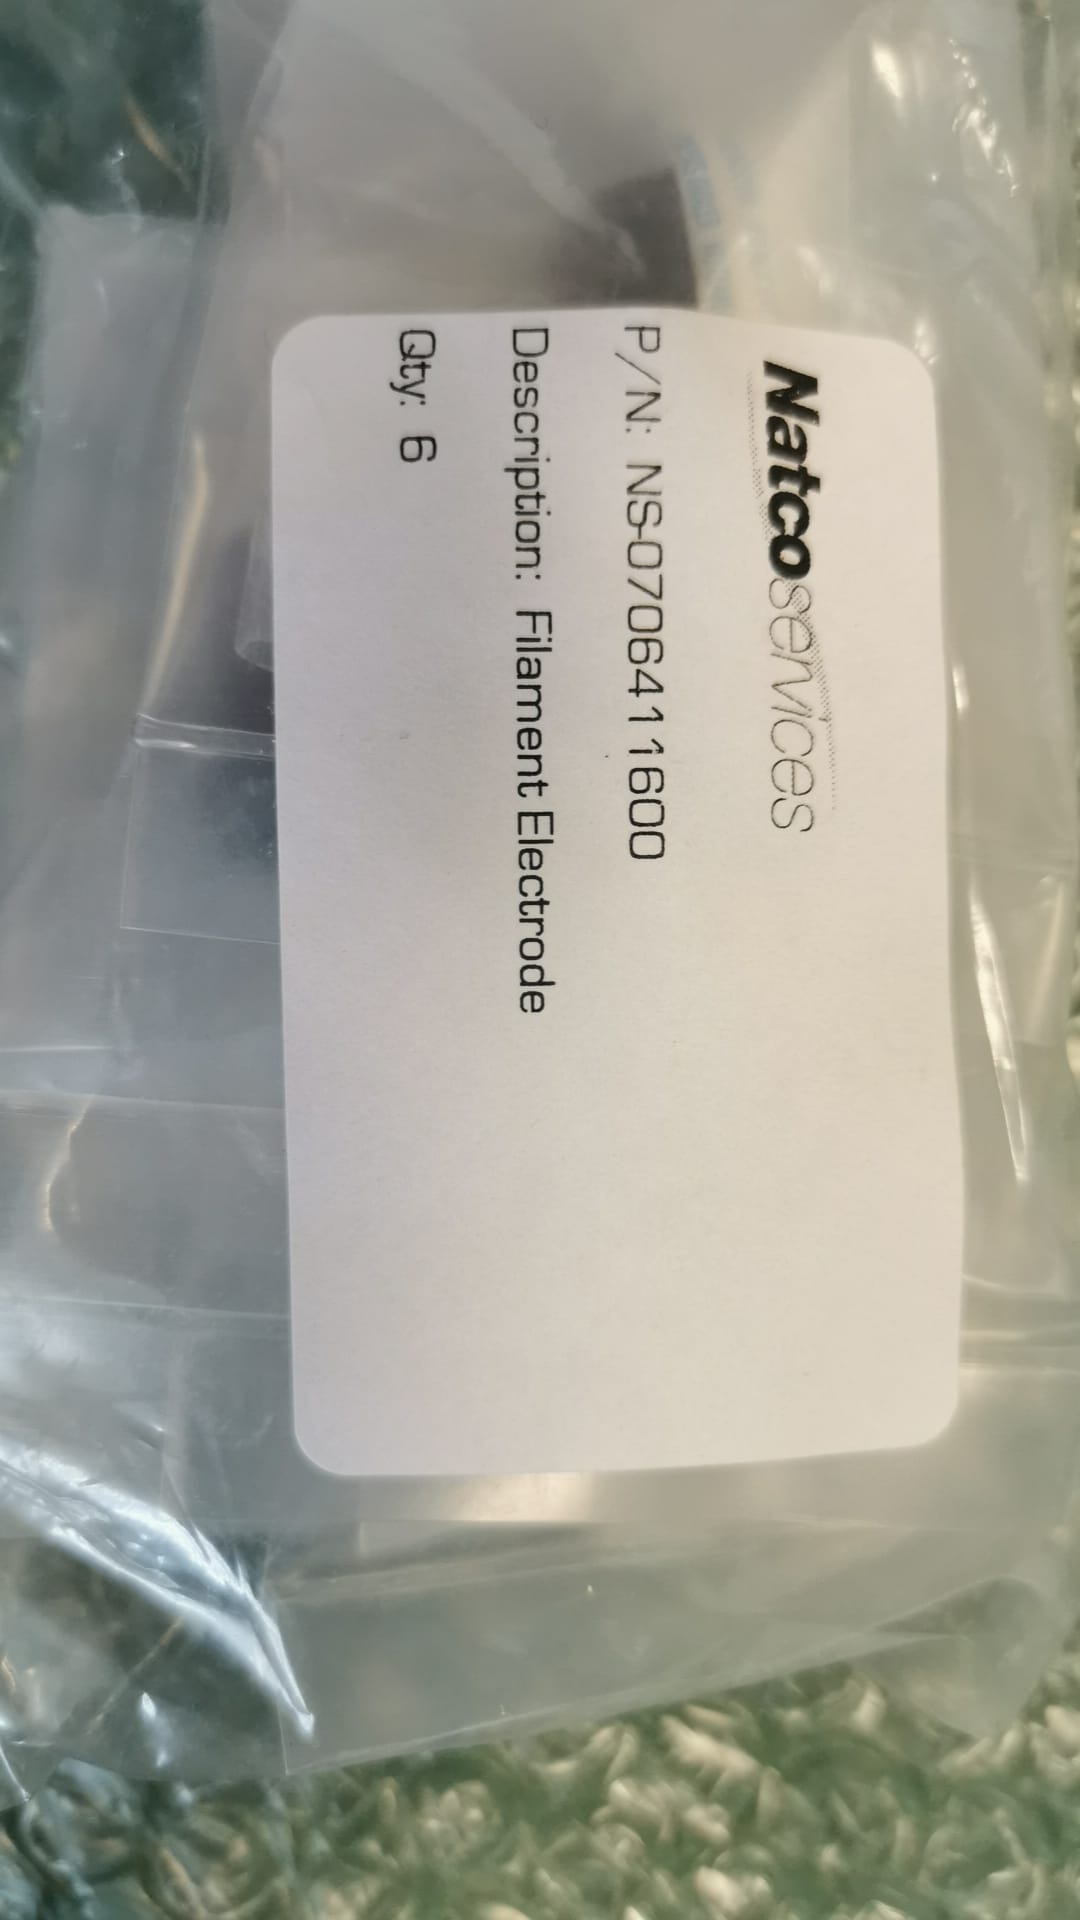 Natcoservices
P/N: NS-0706411600
Description: Filament Electrode
Qty: 6